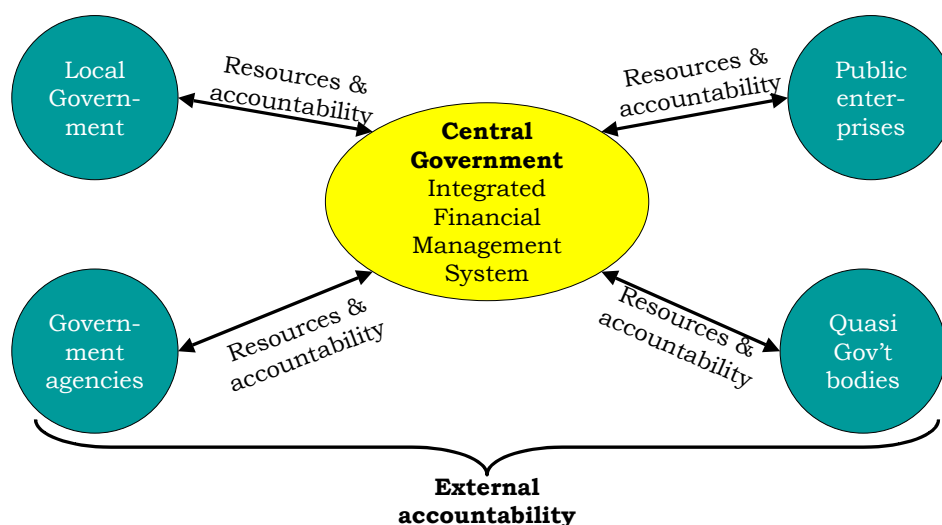 Local
Govern-
ment
Resources &
accountability
Central
Government
Integrated
Financial
Management
System
Resources &
accountability
Public
enter-
prises
Govern-
ment
agencies
Resources &
accountability
Resources &
accountability
Quasi
Gov't
bodies
External
accountability